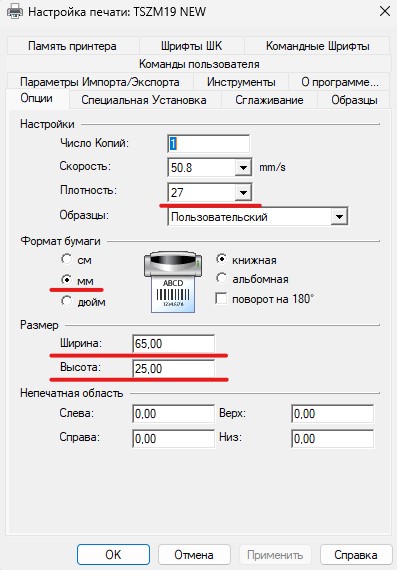 Настройка печати: TSZM19 NEW
Память принтера Шрифты ШК Командные Шрифты
Команды пользователя
Параметры Импорта/Экспорта Инструменты О программе...
Опции Специальная Установка Сглаживание Образцы
Настройки
Число Копий: 1
Скорость: 50.8 mm/s
Плотность: 27
Образцы: Пользовательский
Формат бумаги
см
мм
дюйм
ABCD
12345678
книжная
альбомная
поворот на 180°
Размер
Ширина: 65,00
Высота: 25,00
Непечатная область
Слева: 0,00 Верх: 0,00
Справа: 0,00 Низ: 0,00
ОК Отмена Применить Справка